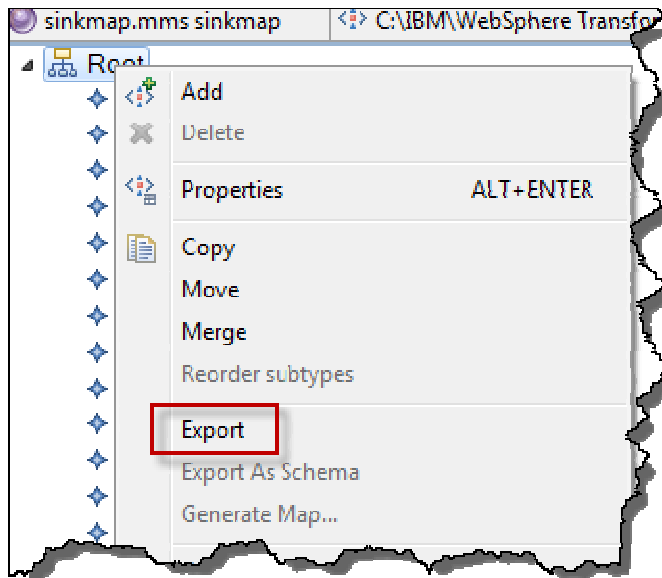 sinkmap.mms sinkmap C:\IBM\WebSphere Transfo
Root
Add
Delete
Properties ALT+ENTER
Copy
Move
Merge
Reorder subtypes
Export
Export As Schema
Generate Map...